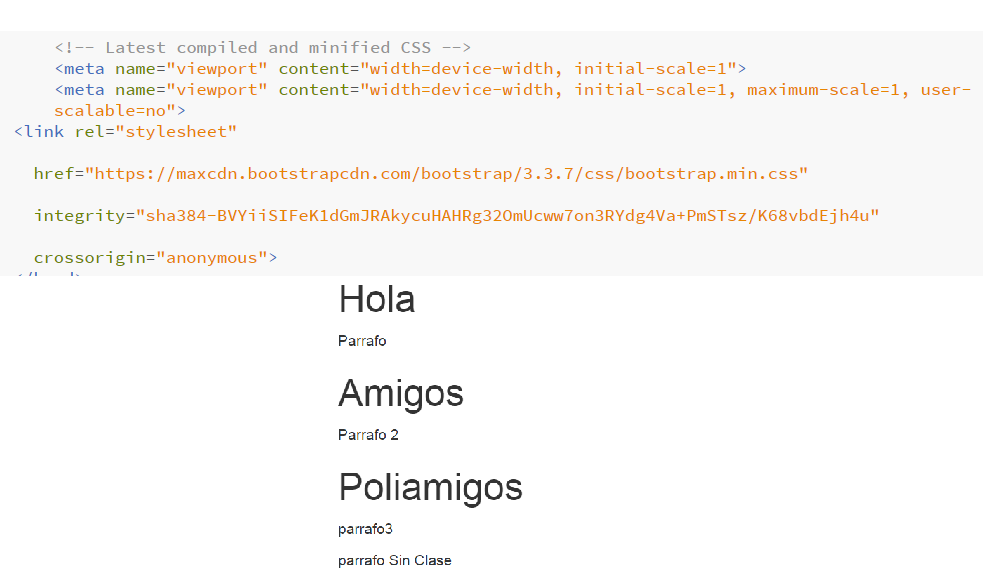 <!-- Latest compiled and minified CSS -->
<meta name="viewport" content="width=device-width, initial-scale=1">
<meta name="viewport" content="width=device-width, initial-scale=1, maximum-scale=1, user-
scalable=no">
<link rel="stylesheet"
href="https://maxcdn.bootstrapcdn.com/bootstrap/3.3.7/css/bootstrap.min.css"
integrity="sha384-BVYiiSIFeK1dGmJRAkycuHAHRg32OmUcww7on3RYdg4Va+PmSTsz/K68vbdEjh4u"
crossorigin="anonymous">
Hola
Parrafo
Amigos
Parrafo 2
Poliamigos
parrafo3
parrafo Sin Clase